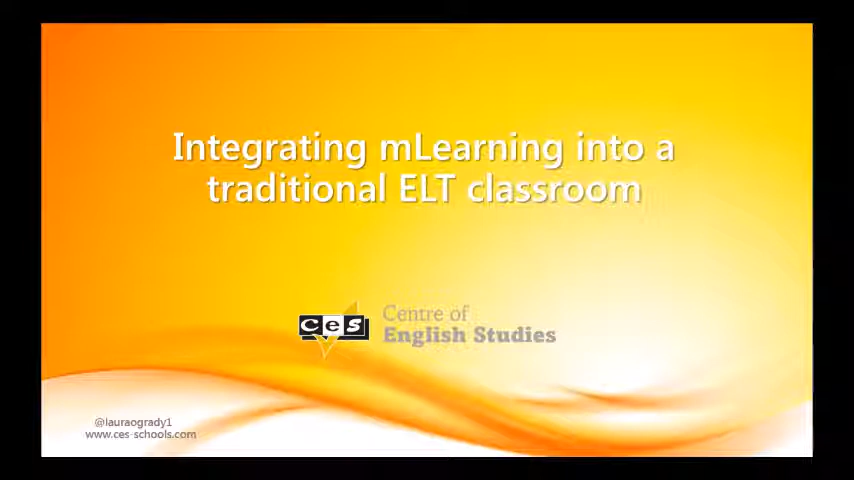 Integrating mLearning into a
traditional ELT classroom
ces
Centre of
English Studies
@lauraogrady1
www.ces-schools.com